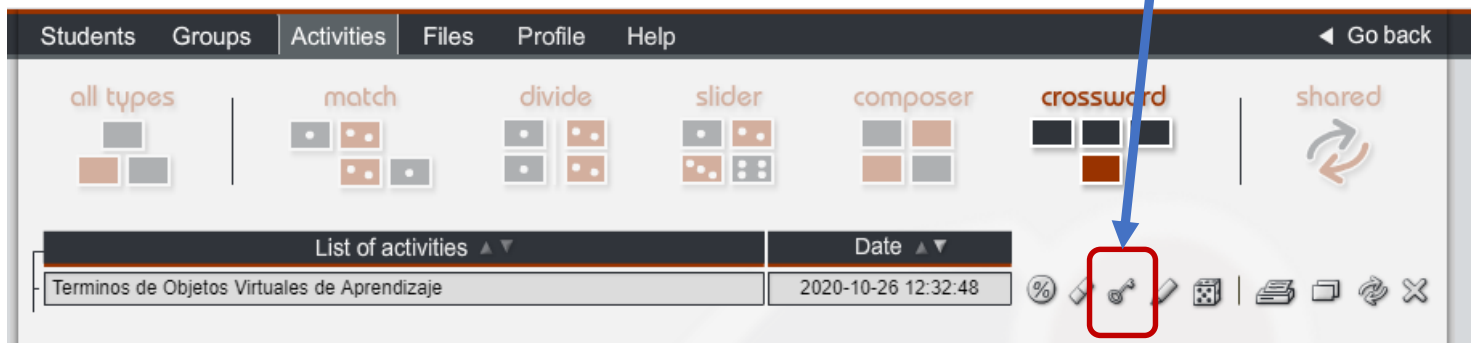 Students Groups Activities Files Profile Help ◄ Go back
all types match divide slider composer crossword shared
List of activities ▲▼ Date ▲▼
Terminos de Objetos Virtuales de Aprendizaje 2020-10-26 12:32:48 %